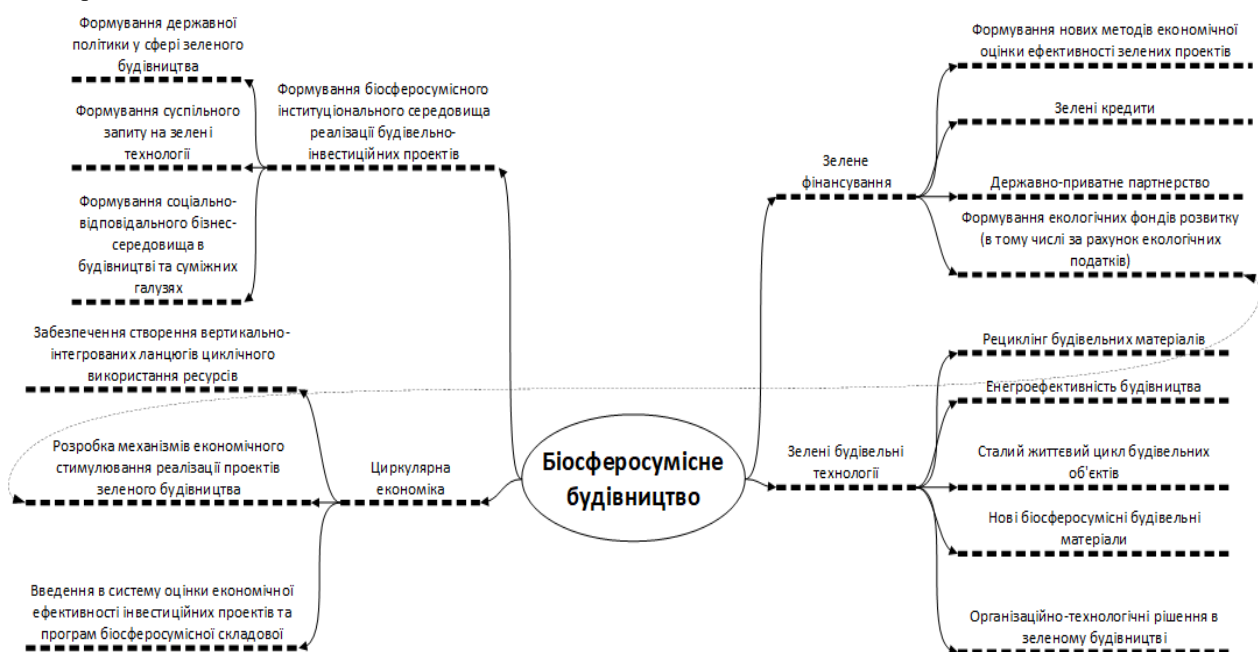 Формування державної
політики у сфері зеленого
будівництва
Формування суспільного
запиту на зелені
технології
Формування соціально-
відповідального бізнес-
середовища в
будівництві та суміжних
галузях
Формування біосферосумісного
інституціонального середовища
реалізації будівельно-
інвестиційних проектів
Забезпечення створення вертикально-
інтегрованих ланцюгів циклічного
використання ресурсів
Розробка механізмів економічного
стимулювання реалізації проектів
зеленого будівництва
Введення в систему оцінки економічної
ефективності інвестиційних проектів та
програм біосферосумісної складової
Циркулярна
економіка
Біосферосумісне
будівництво
Зелене
фінансування
Формування нових методів економічної
оцінки ефективності зелених проектів
Зелені кредити
Державно-приватне партнерство
Формування екологічних фондів розвитку
(в тому числі за рахунок екологічних
податків)
Зелені будівельні
технології
Рециклінг будівельних матеріалів
Енегроефективність будівництва
Сталий життєвий цикл будівельних
об'єктів
Нові біосферосумісні будівельні
матеріали
Організаційно-технологічні рішення в
зеленому будівництві